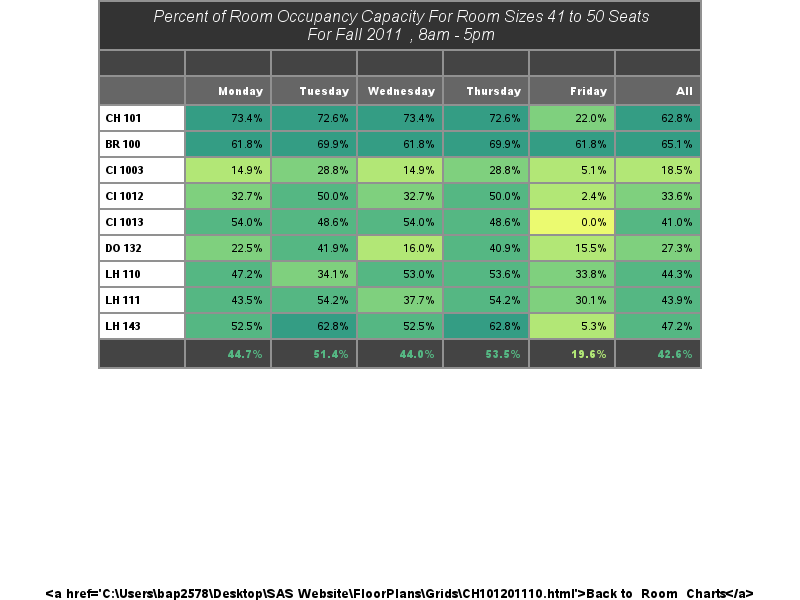 Percent of Room Occupancy Capacity For Room Sizes 41 to 50 Seats
For Fall 2011 , 8am - 5pm
Monday Tuesday Wednesday Thursday Friday All
CH 101 73.4% 72.6% 73.4% 72.6% 22.0% 62.8%
BR 100 61.8% 69.9% 61.8% 69.9% 61.8% 65.1%
CI 1003 14.9% 28.8% 14.9% 28.8% 5.1% 18.5%
CI 1012 32.7% 50.0% 32.7% 50.0% 2.4% 33.6%
CI 1013 54.0% 48.6% 54.0% 48.6% 0.0% 41.0%
DO 132 22.5% 41.9% 16.0% 40.9% 15.5% 27.3%
LH 110 47.2% 34.1% 53.0% 53.6% 33.8% 44.3%
LH 111 43.5% 54.2% 37.7% 54.2% 30.1% 43.9%
LH 143 52.5% 62.8% 52.5% 62.8% 5.3% 47.2%
44.7% 51.4% 44.0% 53.5% 19.6% 42.6%
<a href='C:\Users\bap2578\Desktop\SAS Website\FloorPlans\Grids\CH101201110.html'>Back to Room Charts</a>